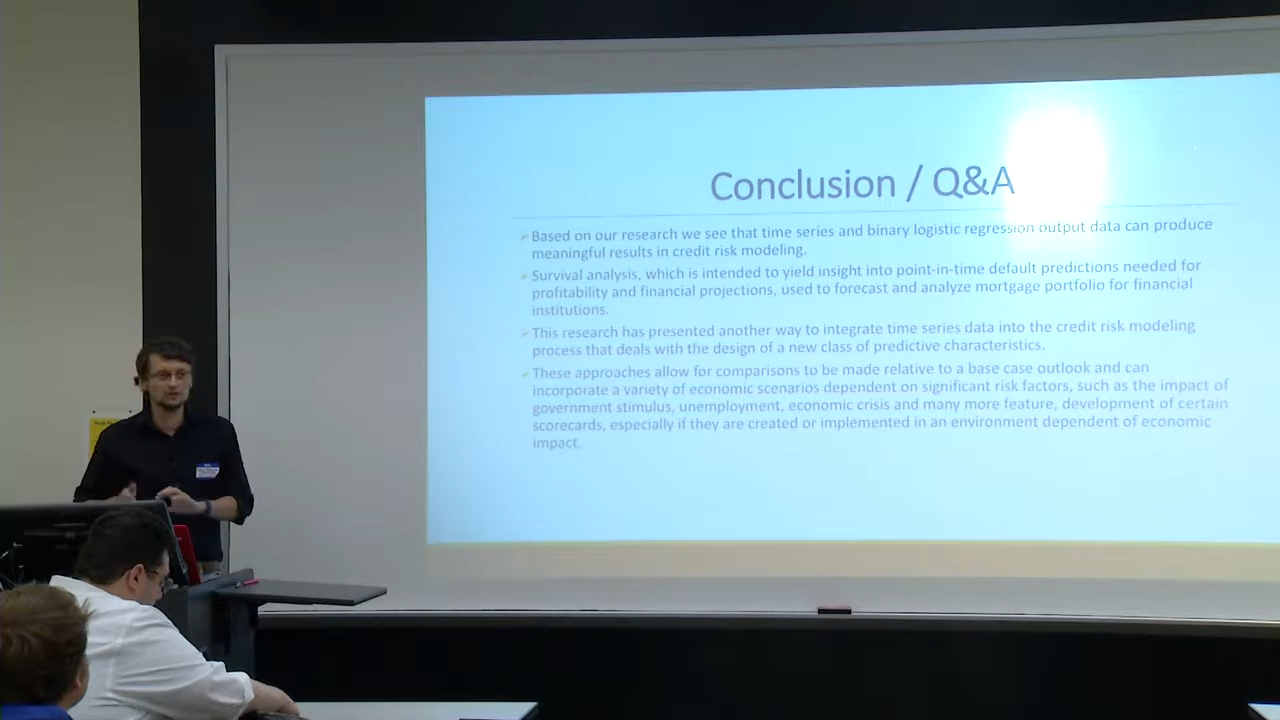 Conclusion / Q&A
Based on our research we see that time series and binary logistic regression output data can produce
meaningful results in credit risk modeling.
Survival analysis, which is intended to yield insight into point-in-time default predictions needed for
profitability and financial projections, used to forecast and analyze mortgage portfolio for financial
institutions.
This research has presented another way to integrate time series data into the credit risk modeling
process that deals with the design of a new class of predictive characteristics.
These approaches allow for comparisons to be made relative to a base case outlook and can
incorporate a variety of economic scenarios dependent on significant risk factors, such as the impact of
government stimulus, unemployment, economic crisis and many more feature, development of certain
scorecards, especially if they are created or implemented in an environment dependent of economic
impact.